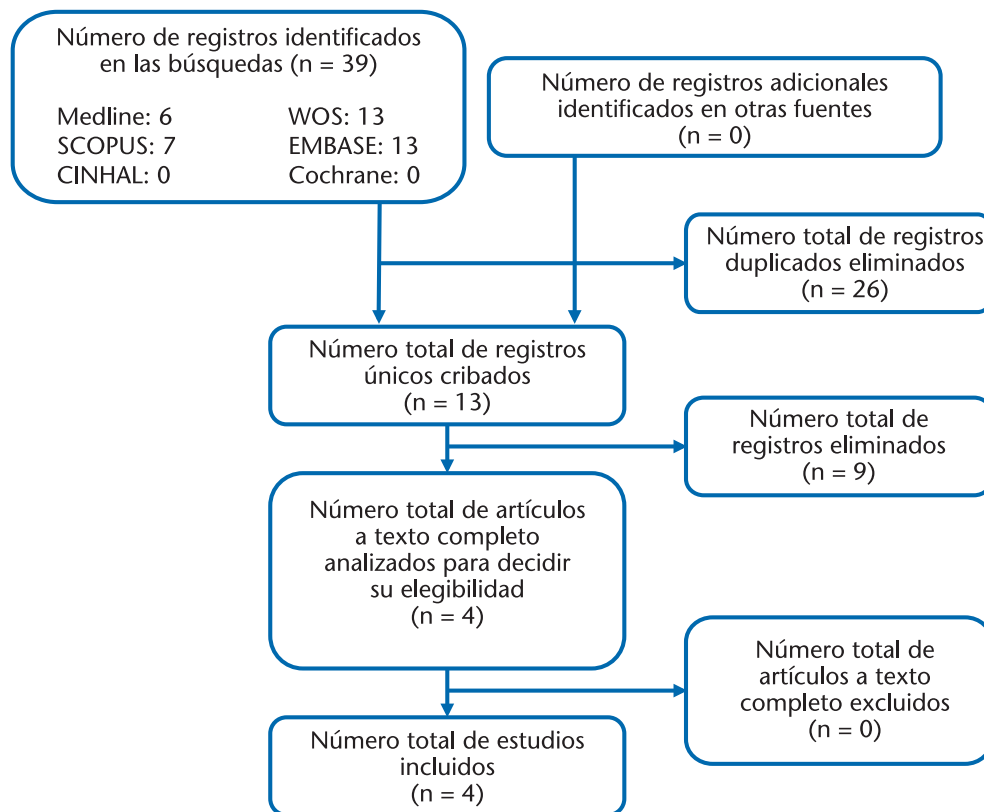 Número de registros identificados
en las búsquedas (n = 39)
Medline: 6 WOS: 13
SCOPUS: 7 EMBASE: 13
CINHAL: 0 Cochrane: 0
Número de registros adicionales
identificados en otras fuentes
(n = 0)
Número total de registros
duplicados eliminados
(n = 26)
Número total de registros
únicos cribados
(n = 13)
Número total de
registros eliminados
(n = 9)
Número total de artículos
a texto completo
analizados para decidir
su elegibilidad
(n = 4)
Número total de
artículos a texto
completo excluidos
(n = 0)
Número total de estudios
incluidos
(n = 4)